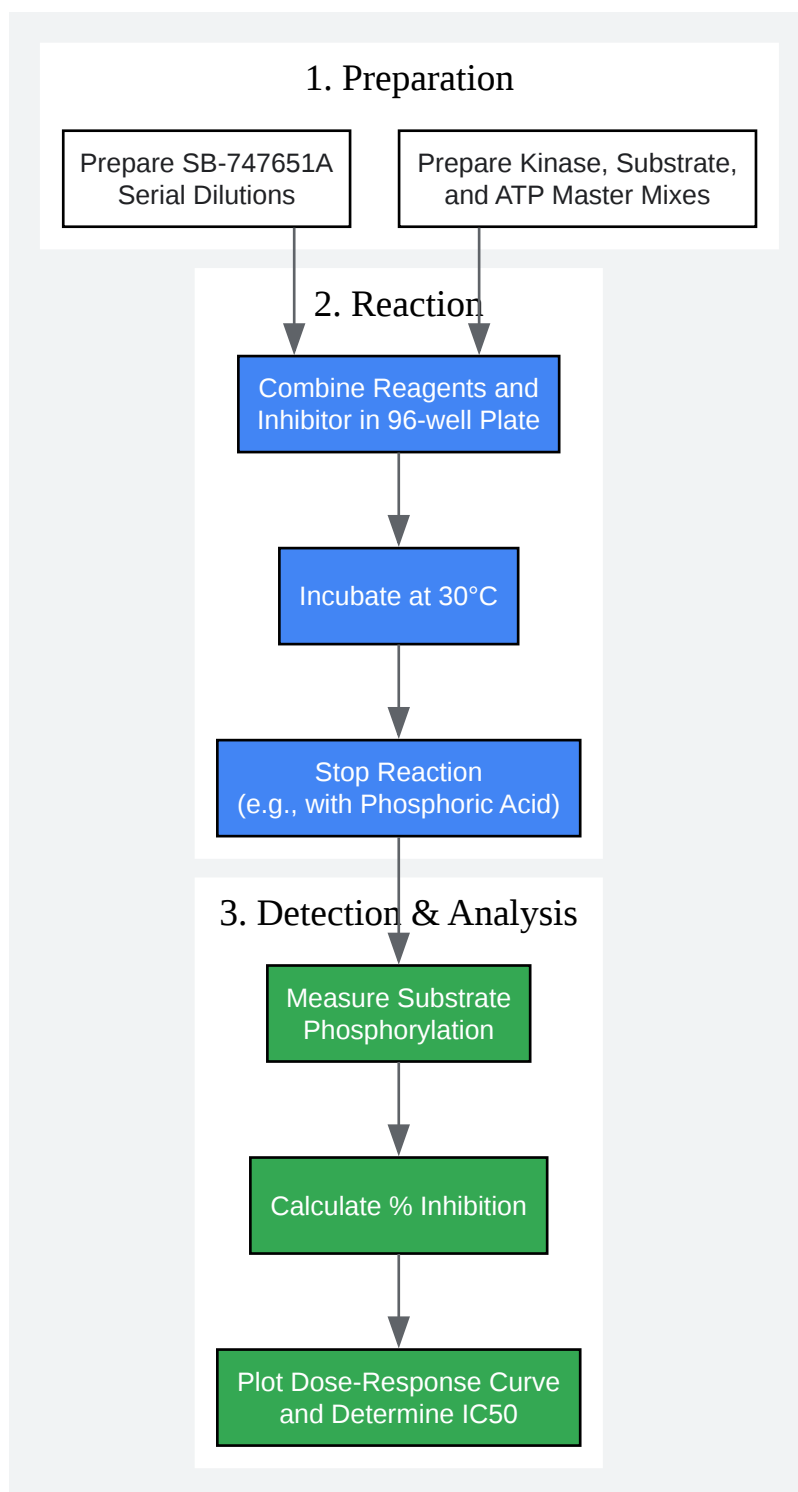 1. Preparation
Prepare SB-747651A
Serial Dilutions
Prepare Kinase, Substrate,
and ATP Master Mixes
2. Reaction
Combine Reagents and
Inhibitor in 96-well Plate
Incubate at 30°C
Stop Reaction
(e.g., with Phosphoric Acid)
3. Detection & Analysis
Measure Substrate
Phosphorylation
Calculate % Inhibition
Plot Dose-Response Curve
and Determine IC50